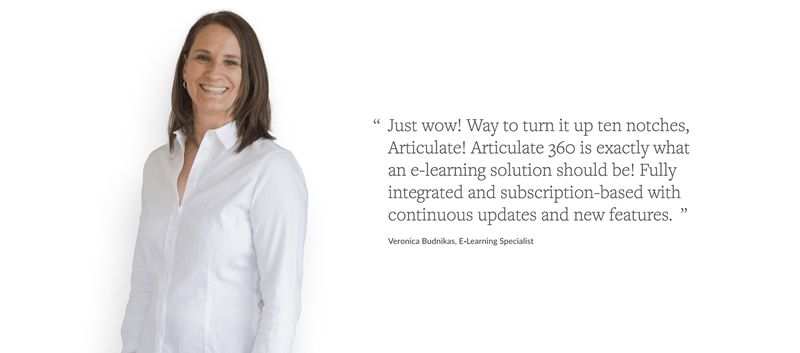 “ Just wow! Way to turn it up ten notches,
Articulate! Articulate 360 is exactly what
an e-learning solution should be! Fully
integrated and subscription-based with
continuous updates and new features. ”
Veronica Budnikas, E-Learning Specialist